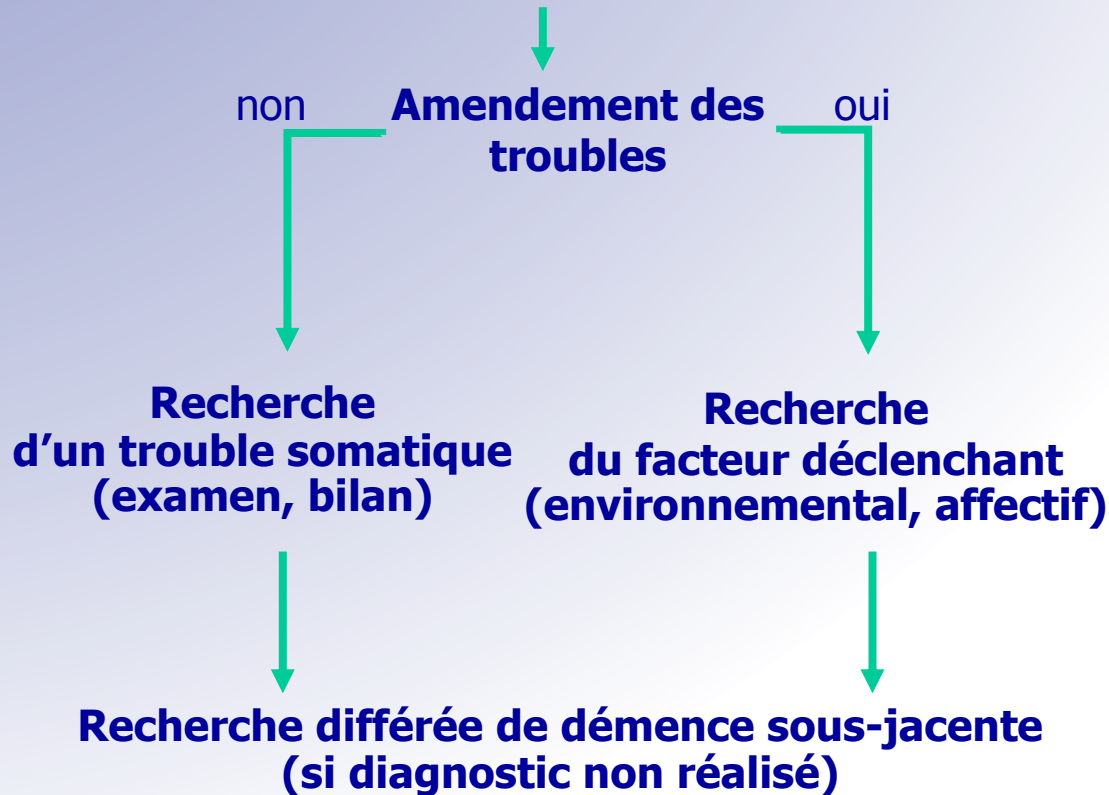 non
Amendement des
troubles
oui
Recherche
d’un trouble somatique
(examen, bilan)
Recherche
du facteur déclenchant
(environnemental, affectif)
Recherche différée de démence sous-jacente
(si diagnostic non réalisé)